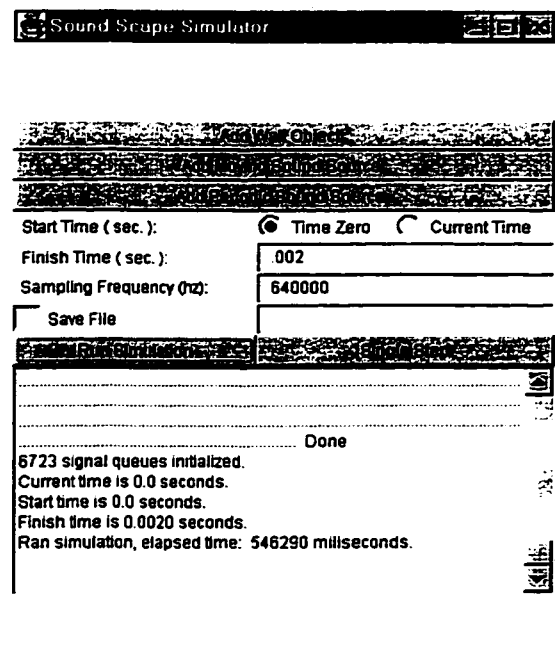 Sound Scape Simulator
Add Wall Objects
Start Time ( sec. ): Time Zero Current Time
Finish Time ( sec. ): .002
Sampling Frequency (hz): 640000
Save File
Run Simulation
Done
6723 signal queues initialized.
Current time is 0.0 seconds.
Start time is 0.0 seconds.
Finish time is 0.0020 seconds.
Ran simulation, elapsed time: 546290 milliseconds.